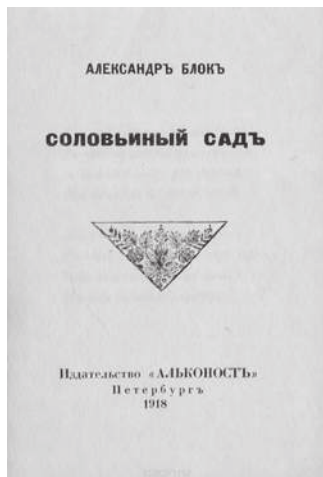 АЛЕКСАНДРЪ БЛОКЪ
СОЛОВЬИНЫЙ САДЪ
Издательство «АЛЬКОНОСТЪ»
Петербургъ
1918